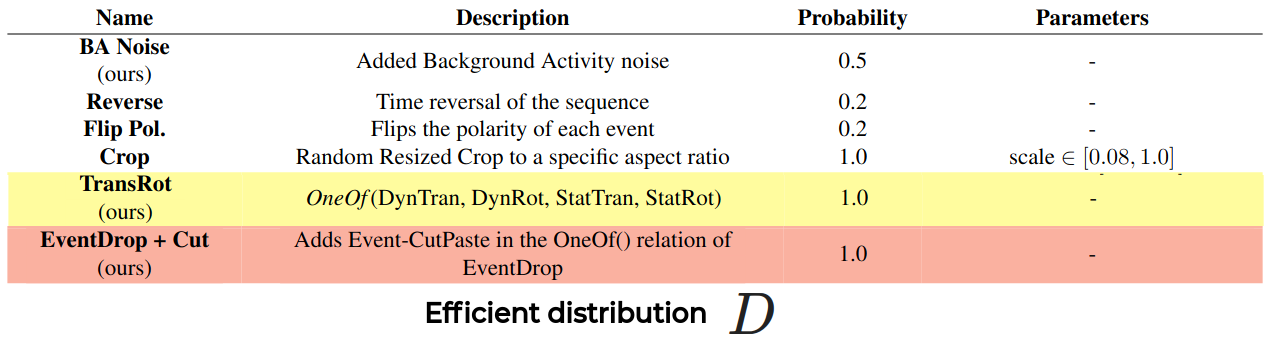 Name Description Probability Parameters
BA Noise
(ours) Added Background Activity noise 0.5 -
Reverse Time reversal of the sequence 0.2 -
Flip Pol. Flips the polarity of each event 0.2 -
Crop Random Resized Crop to a specific aspect ratio 1.0 scale ∈ [0.08, 1.0]
TransRot
(ours) OneOf(DynTran, DynRot, StatTran, StatRot) 1.0 -
EventDrop + Cut Adds Event-CutPaste in the OneOf() relation of
(ours) EventDrop 1.0 -
Efficient distribution D